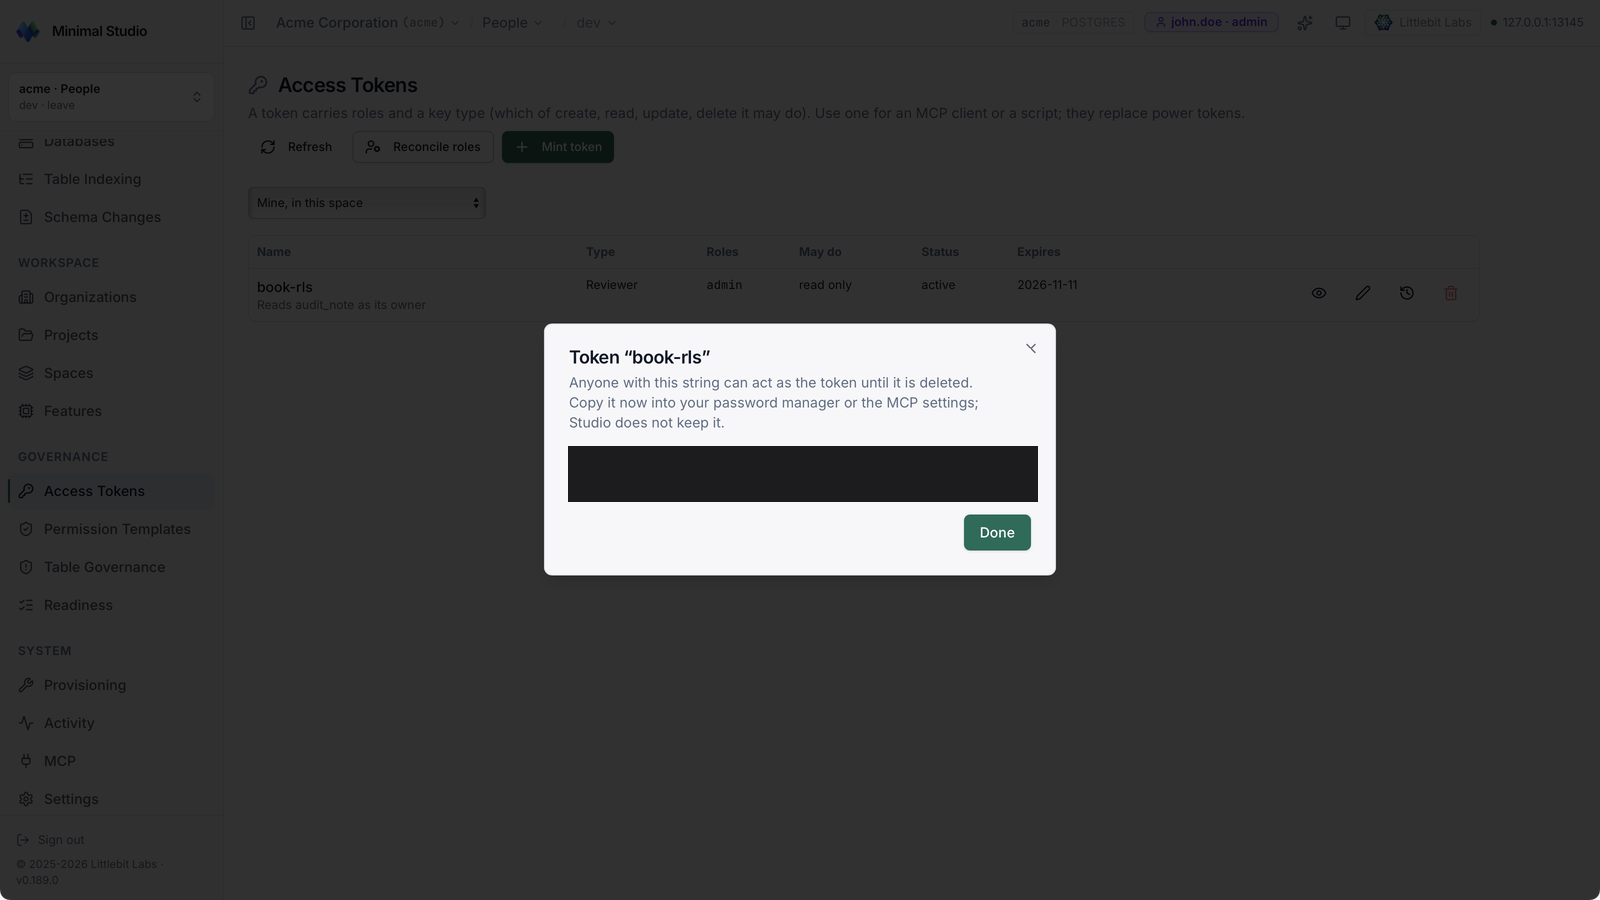 Minimal Studio
Acme Corporation (acme) / People / dev
acme · POSTGRES
john.doe · admin
Littlebit Labs
127.0.0.1:13145
acme · People
dev · leave
Databases
Table Indexing
Schema Changes
WORKSPACE
Organizations
Projects
Spaces
Features
GOVERNANCE
Access Tokens
Permission Templates
Table Governance
Readiness
SYSTEM
Provisioning
Activity
MCP
Settings
Sign out
© 2025-2026 Littlebit Labs ·
v0.189.0
Access Tokens
A token carries roles and a key type (which of create, read, update, delete it may do). Use one for an MCP client or a script; they replace power tokens.
Refresh
Reconcile roles
Mint token
Mine, in this space
Name Type Roles May do Status Expires
book-rls Reviewer admin read only active 2026-11-11
Reads audit_note as its owner
Token “book-rls”
Anyone with this string can act as the token until it is deleted.
Copy it now into your password manager or the MCP settings;
Studio does not keep it.
Done